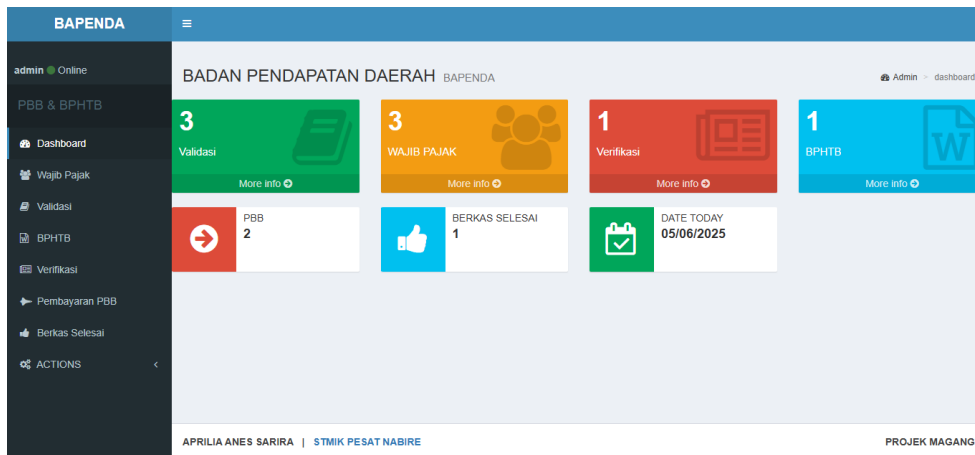 BAPENDA
admin Online
PBB & BPHTB
Dashboard
Wajib Pajak
Validasi
BPHTB
Verifikasi
Pembayaran PBB
Berkas Selesai
ACTIONS
BADAN PENDAPATAN DAERAH BAPENDA
Admin > dashboard
3
Validasi
More info
3
WAJIB PAJAK
More info
1
Verifikasi
More info
1
BPHTB
W
More info
PBB
2
BERKAS SELESAI
1
DATE TODAY
05/06/2025
APRILIA ANES SARIRA | STMIK PESAT NABIRE
PROJEK MAGANG